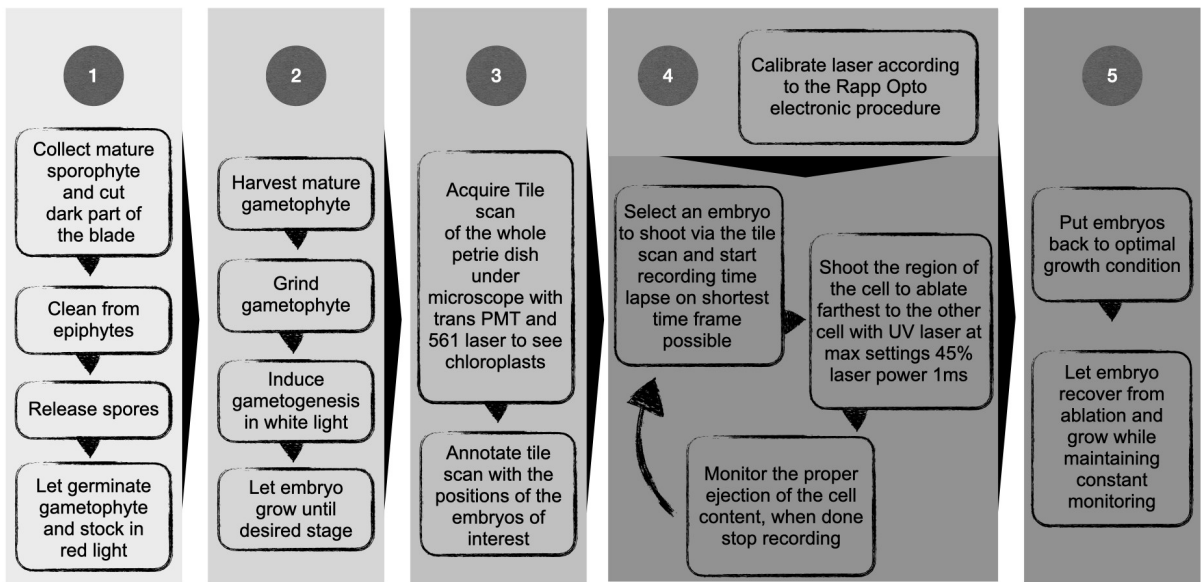 1
Collect mature
sporophyte
and cut
dark part of
the blade
Clean from
epiphytes
Release spores
Let germinate
gametophyte
and stock in
red light
2
Harvest mature
gametophyte
Grind
gametophyte
Induce
gametogenesis
in white light
Let embryo
grow until
desired stage
3
Acquire Tile
scan
of the whole
petrie dish
under
microscope with
trans PMT and
561 laser to see
chloroplasts
Annotate tile
scan with the
positions of the
embryos of
interest
4
Calibrate laser according
to the Rapp Opto
electronic procedure
Select an embryo
to shoot via the tile
scan and start
recording time
lapse on shortest
time frame
possible
Shoot the region of
the cell to ablate
farthest to the other
cell with UV laser at
max settings 45%
laser power 1ms
Monitor the proper
ejection of the cell
content, when done
stop recording
5
Put embryos
back to optimal
growth condition
Let embryo
recover from
ablation and
grow while
maintaining
constant
monitoring